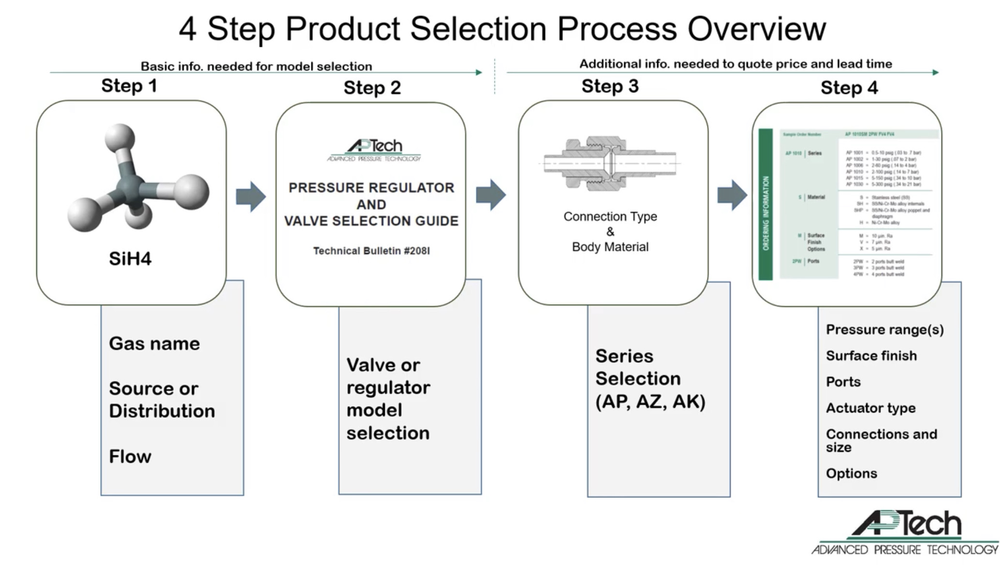 4 Step Product Selection Process Overview
Basic info. needed for model selection
Additional info. needed to quote price and lead time
Step 1
SiH4
Gas name
Source or
Distribution
Flow
Step 2
APTech
ADVANCED PRESSURE TECHNOLOGY
PRESSURE REGULATOR
AND
VALVE SELECTION GUIDE
Technical Bulletin #208I
Valve or
regulator
model
selection
Step 3
Connection Type
&
Body Material
Series
Selection
(AP, AZ, AK)
Step 4
ORDERING INFORMATION
Sample Order Number AP 1010SM 2PW FV4 FV4
AP 1010 | Series
AP 1001 = 0.5-10 psig (.03 to .7 bar)
AP 1002 = 1-30 psig (.07 to 2 bar)
AP 1006 = 2-60 psig (.14 to 4 bar)
AP 1010 = 2-100 psig (.14 to 7 bar)
AP 1015 = 5-150 psig (.34 to 10 bar)
AP 1030 = 5-300 psig (.34 to 21 bar)
S | Material
S = Stainless steel (SS)
SH = SS/Ni-Cr-Mo alloy internals
SHP = SS/Ni-Cr-Mo alloy poppet and
diaphragm
H = Ni-Cr-Mo alloy
M | Surface
Finish
Options
M = 10 µin. Ra
V = 7 µin. Ra
X = 5 µin. Ra
2PW | Ports
2PW = 2 ports butt weld
3PW = 3 ports butt weld
4PW = 4 ports butt weld
Pressure range(s)
Surface finish
Ports
Actuator type
Connections and
size
Options
APTech
ADVANCED PRESSURE TECHNOLOGY